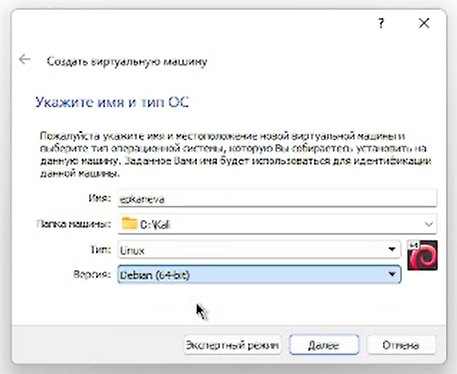 ?
Создать виртуальную машину
Укажите имя и тип ОС
Пожалуйста укажите имя и местоположение новой виртуальной машины и
выберите тип операционной системы, которую Вы собираетесь установить на
данную машину. Заданное Вами имя будет использоваться для идентификации
данной машины.
Имя: epkaneva
Папка машины: D:\Kali
Тип: Linux
64
Версия: Debian (64-bit)
Экспертный режим Далее Отмена